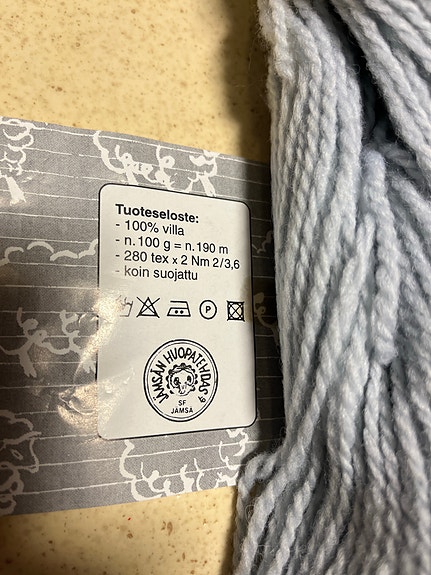 Tuoteseloste:
- 100% villa
- n. 100 g = n. 190 m
- 280 tex x 2 Nm 2/3,6
- koin suojattu
P
JÄMSÄN HUOPATEHDAS
SF
JÄMSÄ